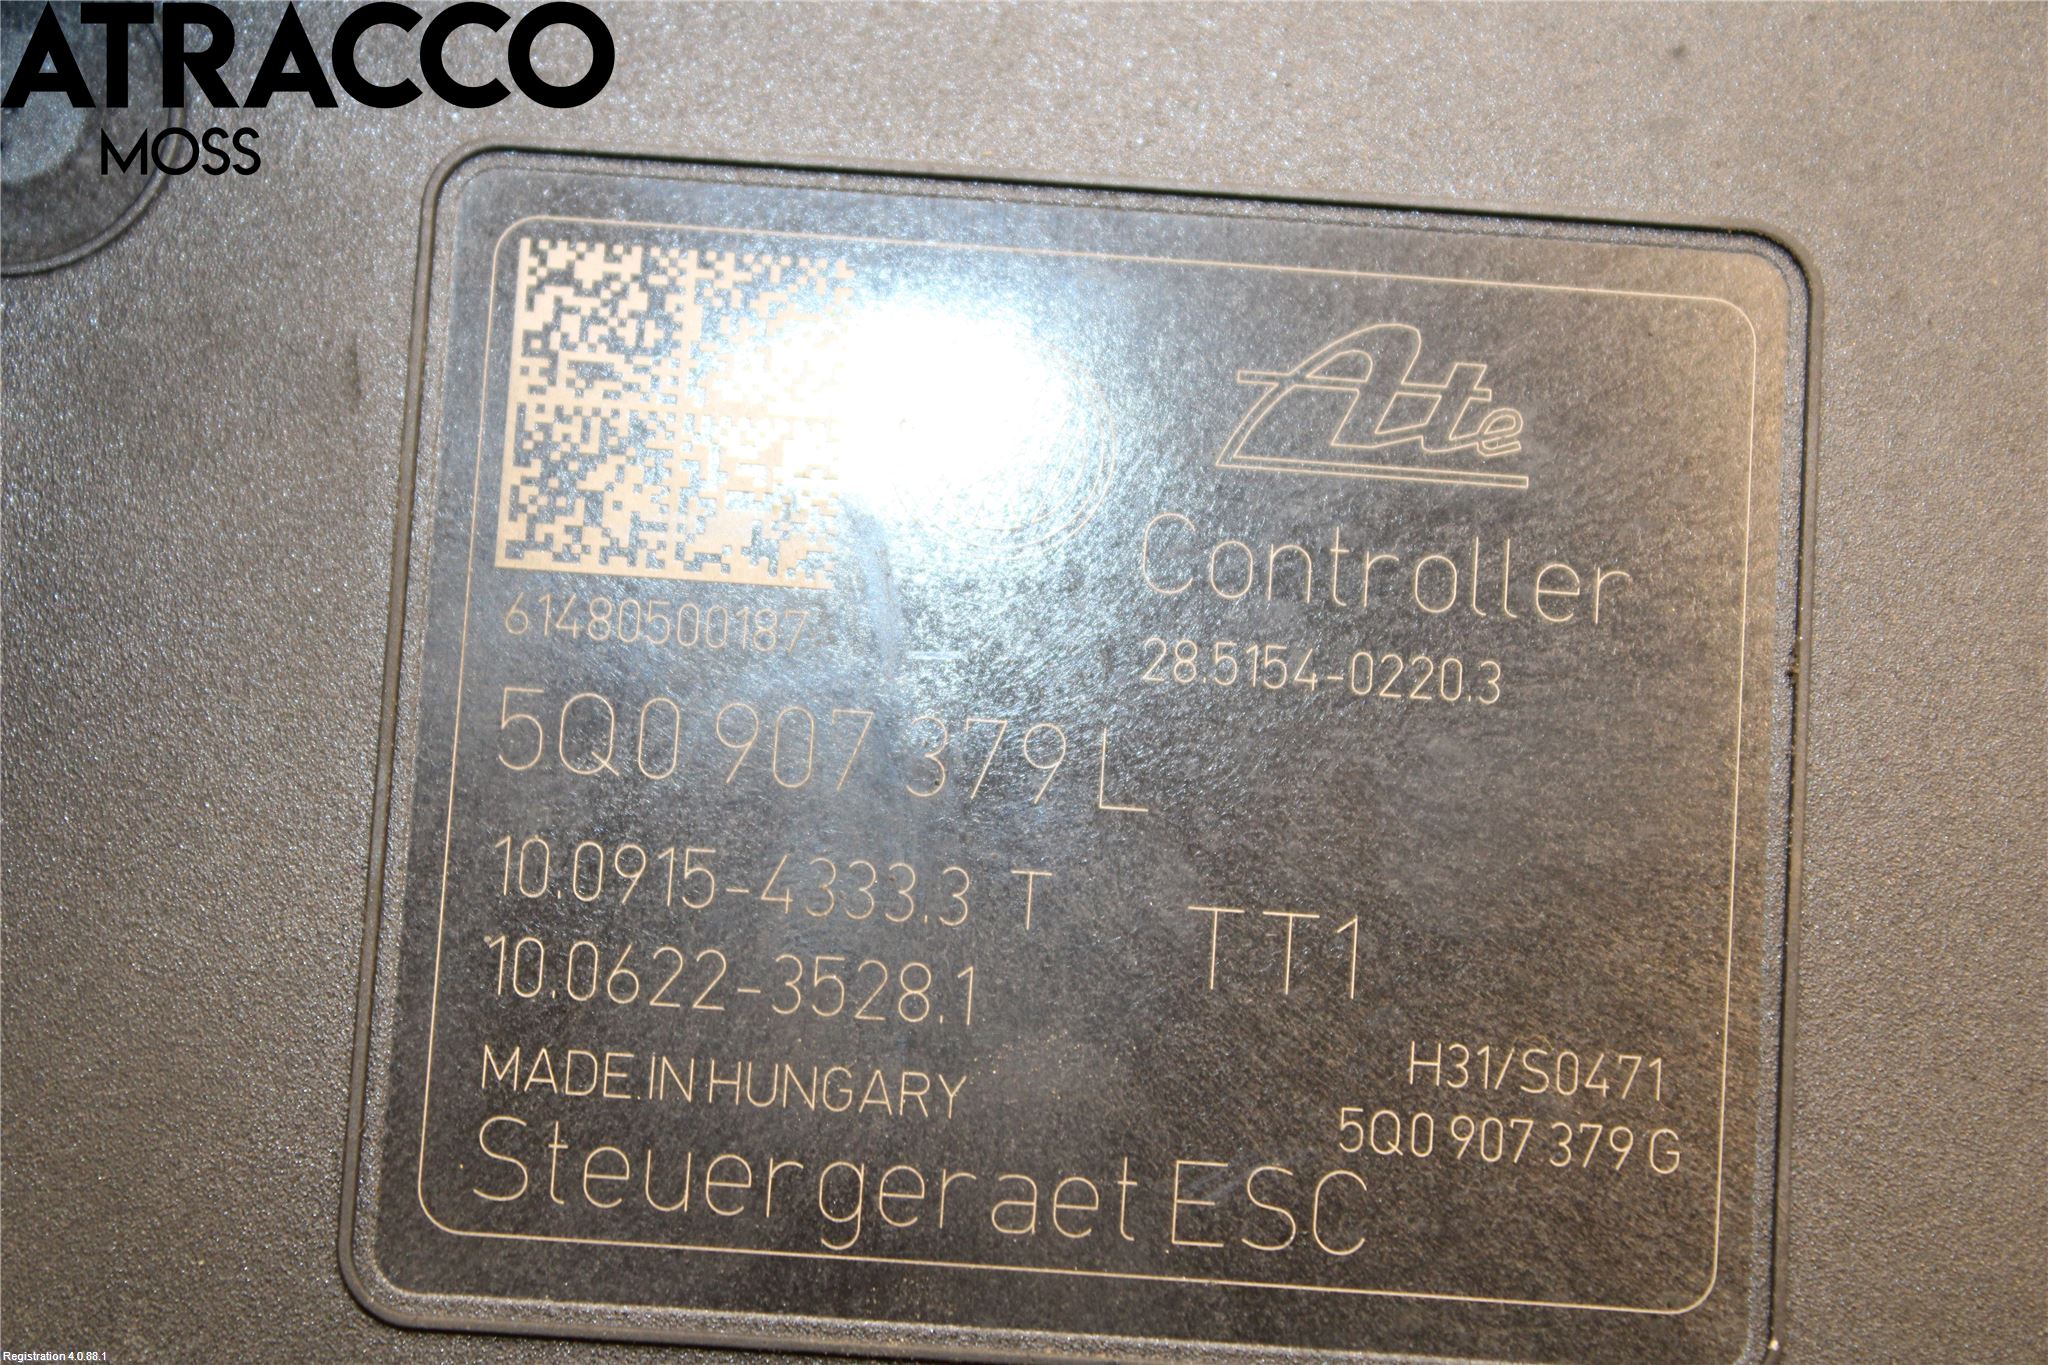 ATRACCO
MOSS
Ate
Controller
61480500187
28.5154-0220.3
5Q0 907 379 L
10.0915-4333.3 T
TT1
10.0622-3528.1
MADE.IN HUNGARY
H31/S0471
5Q0 907 379 G
Steuergeraet ESC
Registration 4.0.88.1